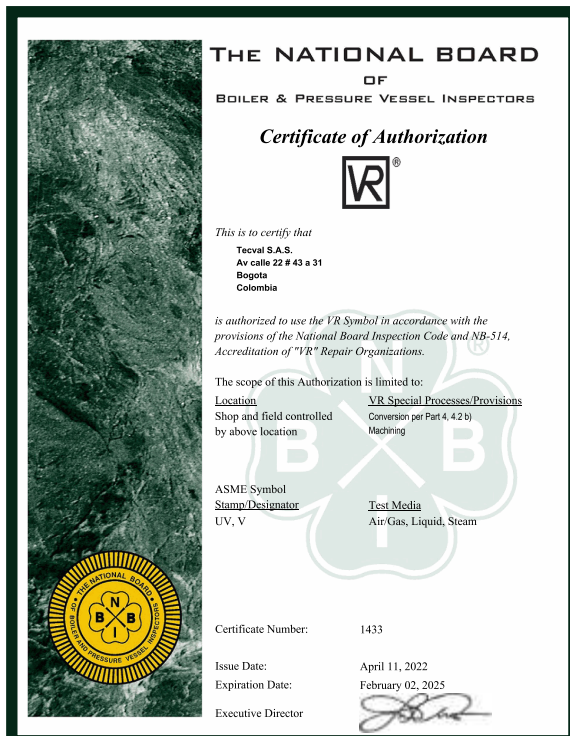 THE NATIONAL BOARD
OF
BOILER & PRESSURE VESSEL INSPECTORS
Certificate of Authorization
VR ®
This is to certify that
Tecval S.A.S.
Av calle 22 # 43 a 31
Bogota
Colombia
is authorized to use the VR Symbol in accordance with the
provisions of the National Board Inspection Code and NB-514,
Accreditation of "VR" Repair Organizations.
The scope of this Authorization is limited to:
Location VR Special Processes/Provisions
Shop and field controlled Conversion per Part 4, 4.2 b)
by above location Machining
ASME Symbol
Stamp/Designator Test Media
UV, V Air/Gas, Liquid, Steam
N B B I ®
THE NATIONAL BOARD
OF BOILER AND PRESSURE VESSEL INSPECTORS
N B B I
Certificate Number: 1433
Issue Date: April 11, 2022
Expiration Date: February 02, 2025
Executive Director